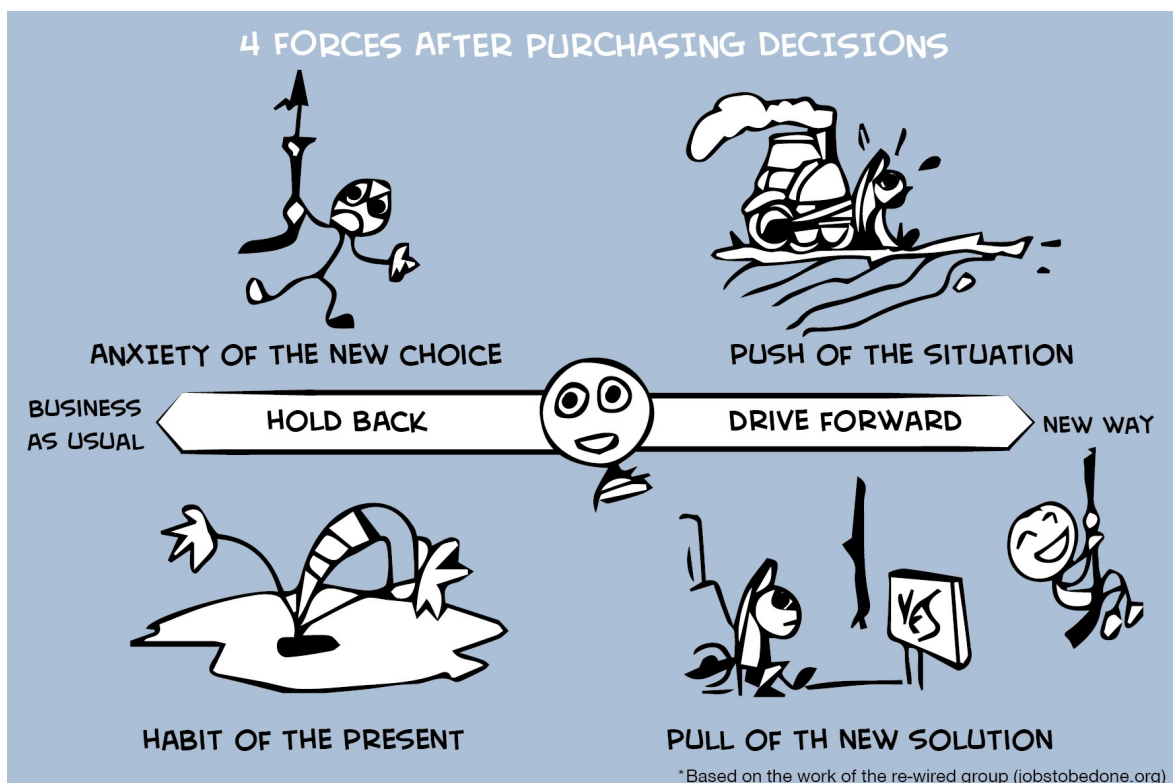 4 FORCES AFTER PURCHASING DECISIONS
ANXIETY OF THE NEW CHOICE
PUSH OF THE SITUATION
BUSINESS
AS USUAL
HOLD BACK
DRIVE FORWARD
NEW WAY
YES
HABIT OF THE PRESENT
PULL OF TH NEW SOLUTION
*Based on the work of the re-wired group (jobstobedone.org)